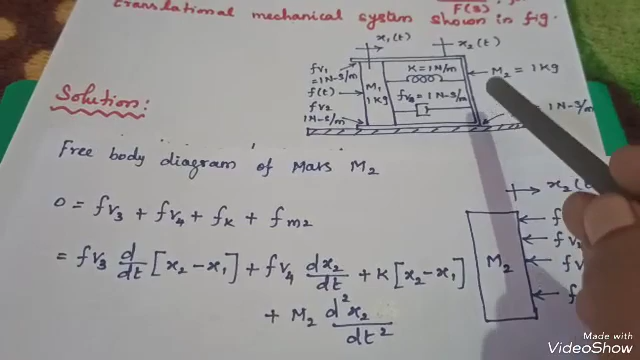 translational mechanical system shown in fig.
F(s)
x₁(t)
x₂(t)
fv₁
=1N-S/m
f(t)
fv₂
1N-S/m
M₁
1kg
K=1N/m
fv₃ = 1N-S/m
M₂ = 1kg
= 1N-S/m
Solution:
Free body diagram of Mass M₂
0 = fv₃ + fv₄ + fₖ + fm₂
= fv₃ d/dt [x₂-x₁] + fv₄ dx₂/dt + K[x₂-x₁]
+ M₂ d²x₂/dt²
x₂(t)
M₂
Made With
VideoShow